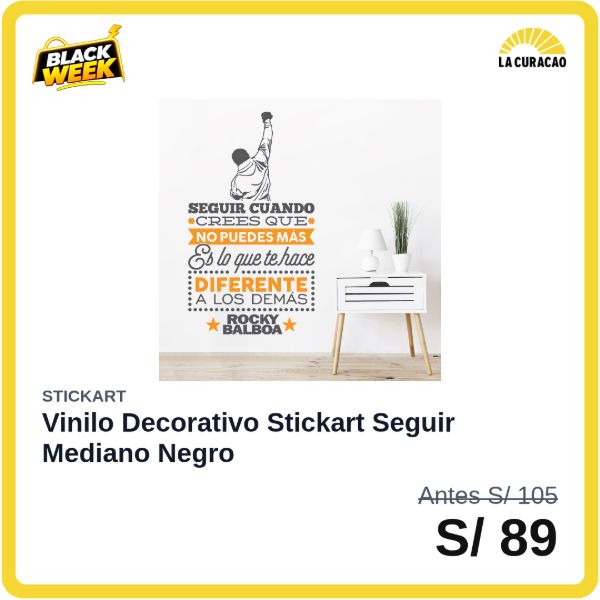 BLACK
WEEK
LA CURACAO
SEGUIR CUANDO
CREES QUE
NO PUEDES MÁS
Es lo que te hace
DIFERENTE
A LOS DEMÁS
ROCKY
BALBOA
STICKART
Vinilo Decorativo Stickart Seguir
Mediano Negro
Antes S/ 105
S/ 89